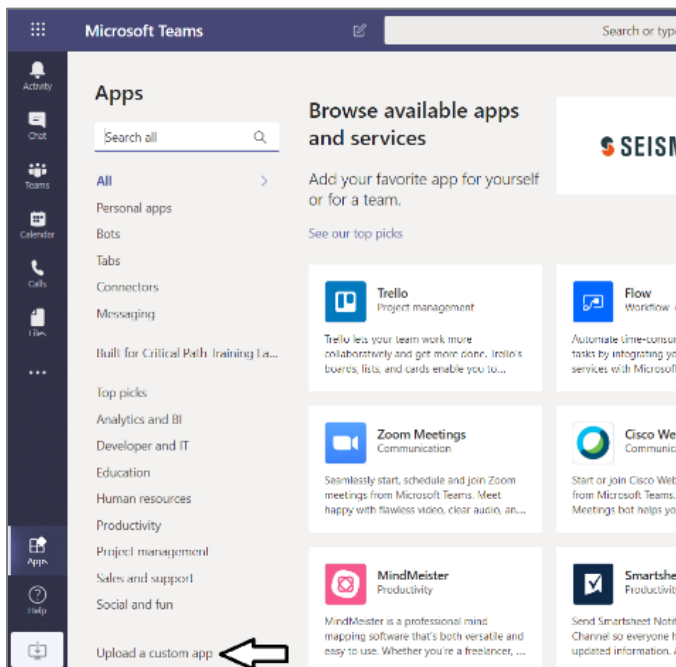 Microsoft Teams
Search or type
Activity
Chat
Teams
Calendar
Calls
Files
Apps
Help
Apps
Search all
All
Personal apps
Bots
Tabs
Connectors
Messaging
Built for Critical Path Training La...
Top picks
Analytics and BI
Developer and IT
Education
Human resources
Productivity
Project management
Sales and support
Social and fun
Upload a custom app
Browse available apps
and services
SEISM
Add your favorite app for yourself
or for a team.
See our top picks
Trello
Project management
Trello lets your team work more
collaboratively and get more done. Trello's
boards, lists, and cards enable you to...
Flow
Workflow
Automate time-consu
tasks by integrating yo
services with Microsoft
Zoom Meetings
Communication
Seamlessly start, schedule and join Zoom
meetings from Microsoft Teams. Meet
happy with flawless video, clear audio, an...
Cisco We
Communic
Start or join Cisco Web
from Microsoft Teams.
Meetings bot helps yo
MindMeister
Productivity
MindMeister is a professional mind
mapping software that's both versatile and
easy to use. Whether you're a freelancer, ...
Smartshe
Productivity
Send Smartsheet Notif
Channel so everyone h
updated information. A